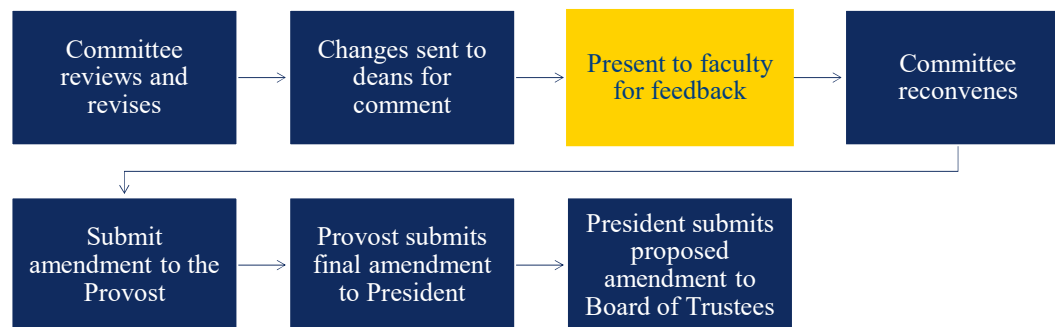 Committee
reviews and
revises
Changes sent to
deans for
comment
Present to faculty
for feedback
Committee
reconvenes
Submit
amendment to the
Provost
Provost submits
final amendment
to President
President submits
proposed
amendment to
Board of Trustees